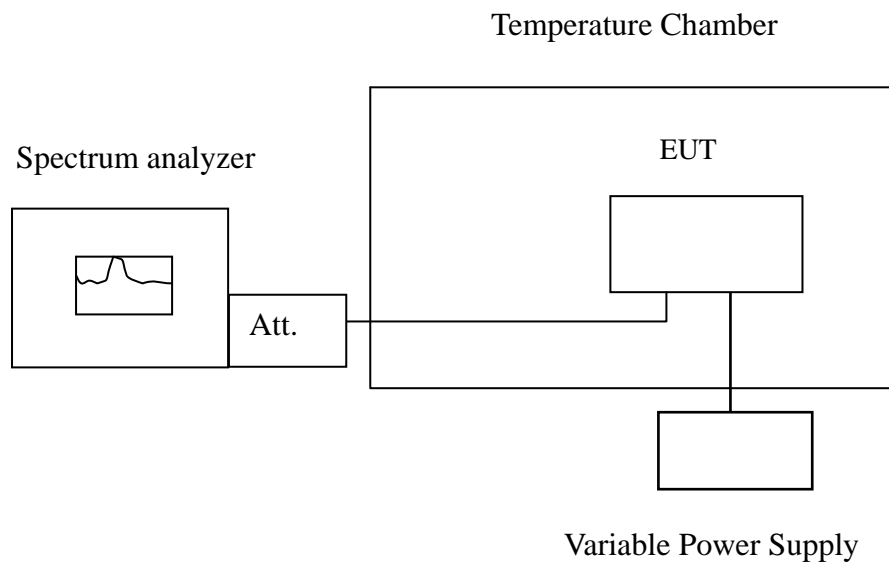 Temperature Chamber
Spectrum analyzer
EUT
Att.
Variable Power Supply